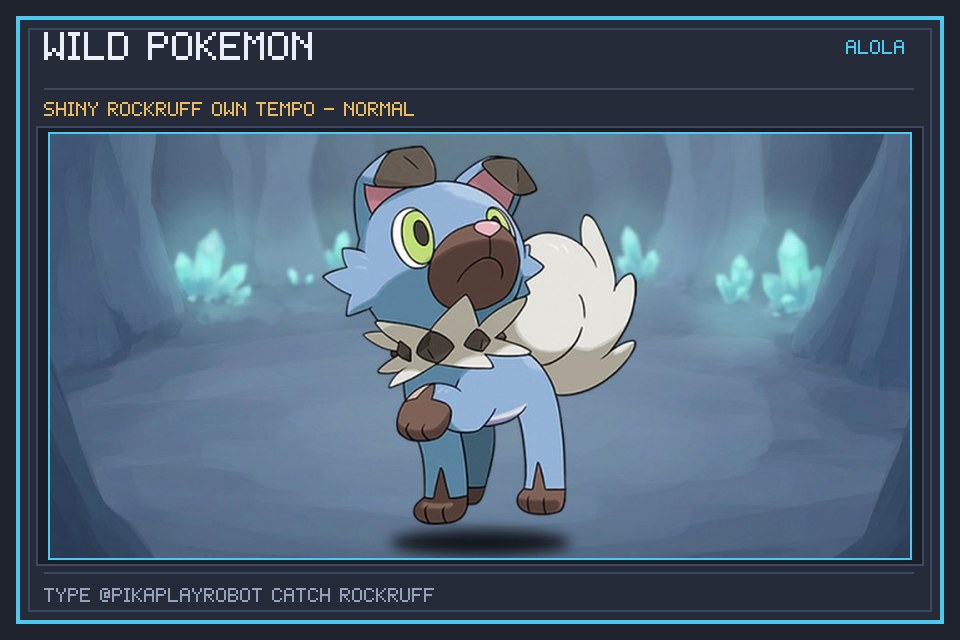 WILD POKEMON
ALOLA
SHINY ROCKRUFF OWN TEMPO - NORMAL
TYPE @PIKAPLAYROBOT CATCH ROCKRUFF